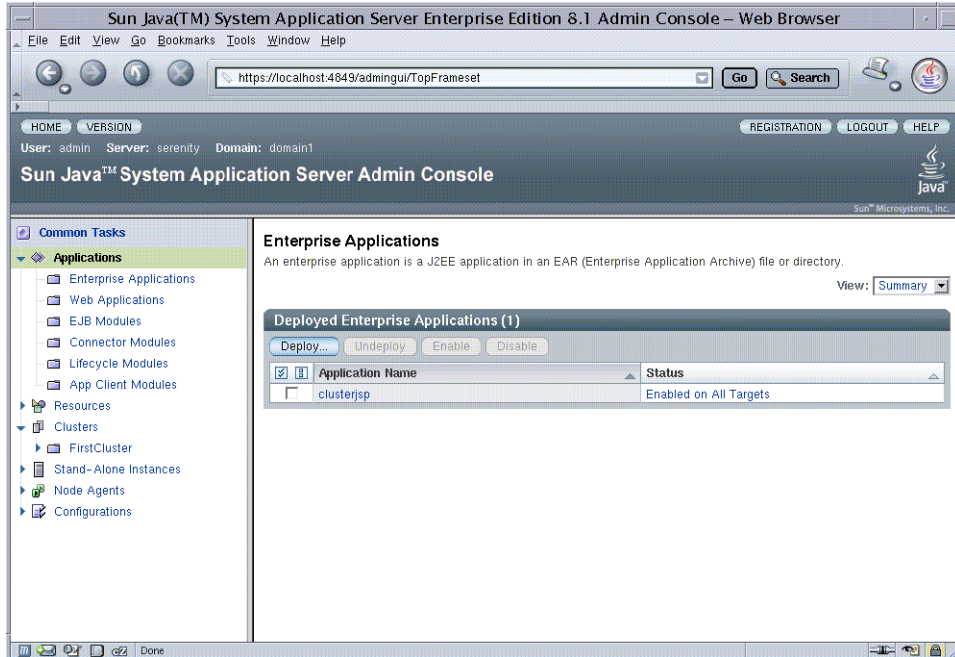 Sun Java(TM) System Application Server Enterprise Edition 8.1 Admin Console – Web Browser
File Edit View Go Bookmarks Tools Window Help
https://localhost:4849/admingui/TopFrameset Go Search
HOME VERSION REGISTRATION LOGOUT HELP
User: admin Server: serenity Domain: domain1
Sun Java™ System Application Server Admin Console
Java™
Sun™ Microsystems, Inc.
Common Tasks
Applications
Enterprise Applications
Web Applications
EJB Modules
Connector Modules
Lifecycle Modules
App Client Modules
Resources
Clusters
FirstCluster
Stand-Alone Instances
Node Agents
Configurations
Enterprise Applications
An enterprise application is a J2EE application in an EAR (Enterprise Application Archive) file or directory.
View: Summary
Deployed Enterprise Applications (1)
Deploy... Undeploy Enable Disable
Application Name Status
clusterjsp Enabled on All Targets
Done